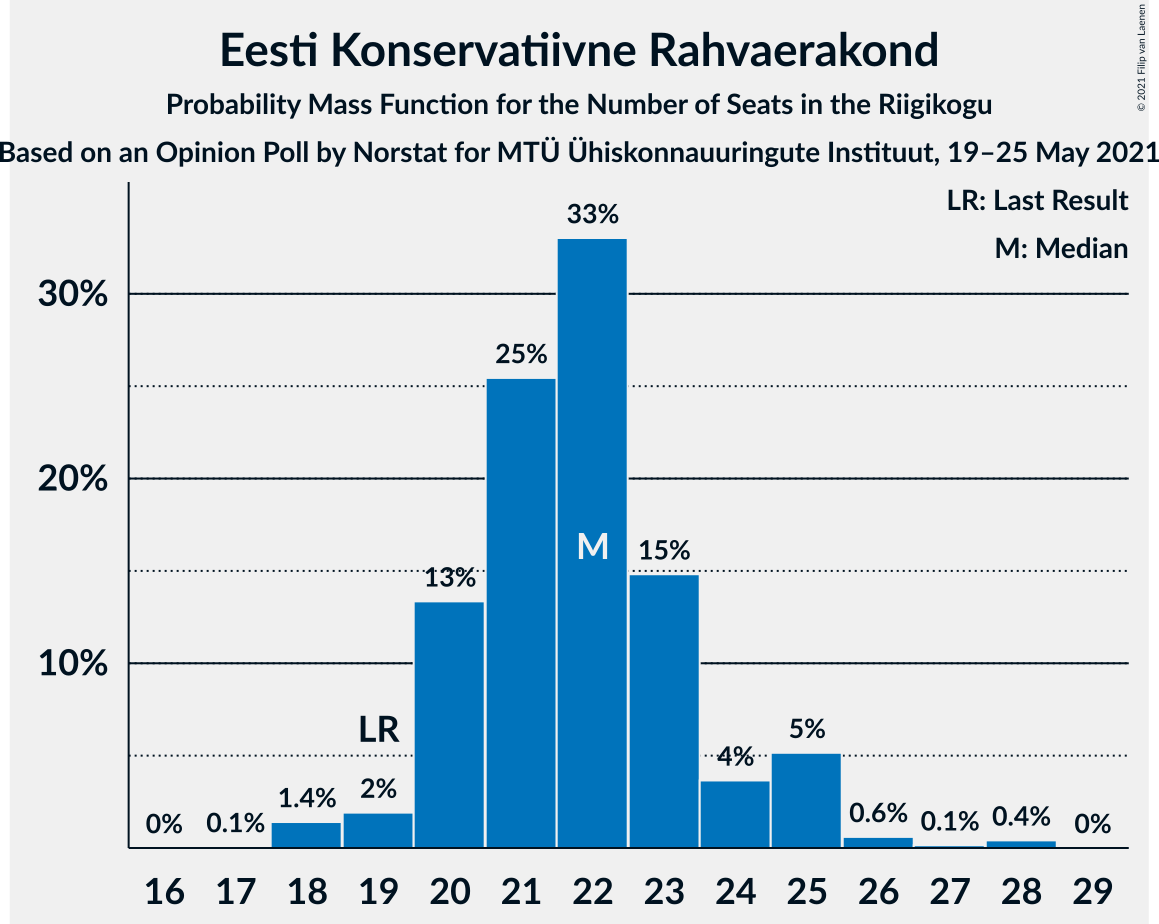 Eesti Konservatiivne Rahvaerakond
Probability Mass Function for the Number of Seats in the Riigikogu
Based on an Opinion Poll by Norstat for MTÜ Ühiskonnauuringute Instituut, 19–25 May 2021
© 2021 Filip van Laenen
LR: Last Result
M: Median
30%
20%
10%
0%
0.1%
1.4%
2%
LR
13%
25%
33%
M
15%
4%
5%
0.6%
0.1%
0.4%
0%
16 17 18 19 20 21 22 23 24 25 26 27 28 29